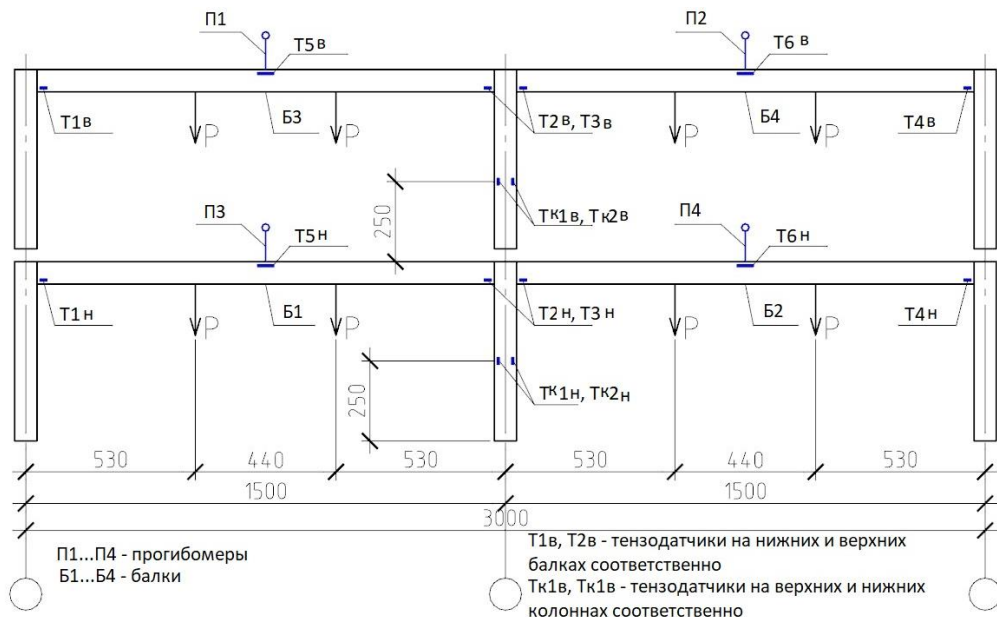 П1
П2
Т5в
Т6в
Т1в
P
Б3
P
Т2в, Т3в
P
Б4
P
Т4в
Тк1в, Тк2в
250
П3
П4
Т5н
Т6н
Т1н
P
Б1
P
Т2н, Т3н
P
Б2
P
Т4н
Тк1н, Тк2н
250
530
440
530
530
440
530
1500
1500
3000
П1...П4 - прогибомеры
Б1...Б4 - балки
Т1в, Т2в - тензодатчики на нижних и верхних
балках соответственно
Тк1в, Тк1в - тензодатчики на верхних и нижних
колоннах соответственно